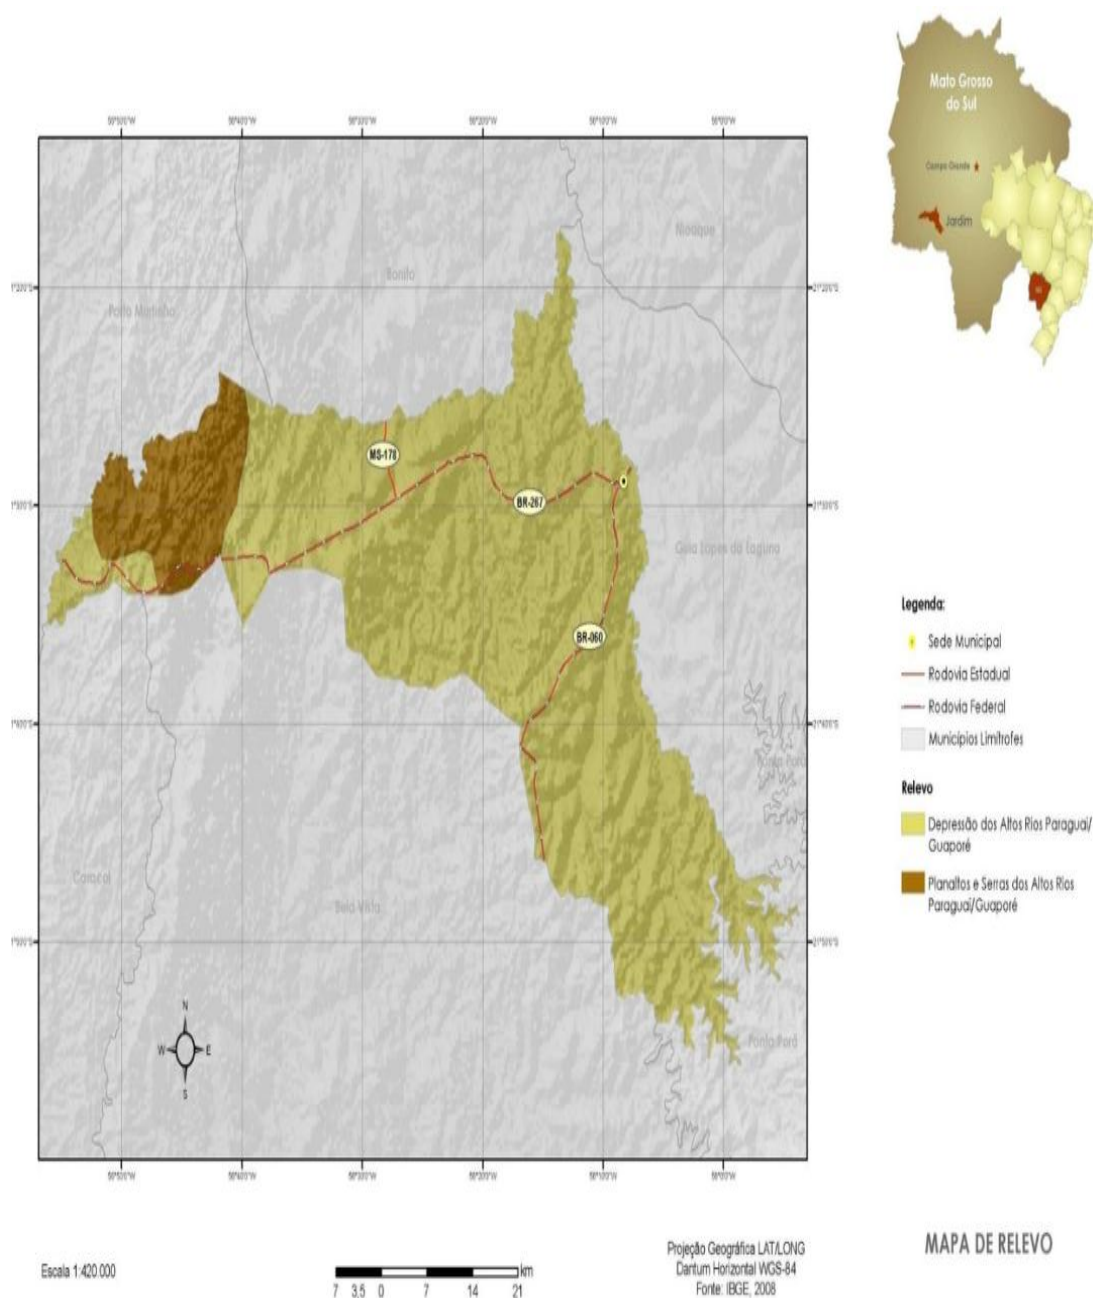 Mato Grosso
do Sul
Campo Grande
Jardim
Nioaque
Bonito
Porto Murtinho
MS-178
BR-267
Guia Lopes da Laguna
BR-060
Caracol
Bela Vista
Ponta Porã
Ponta Porã
N
W E
S
Legenda:
Sede Municipal
Rodovia Estadual
Rodovia Federal
Municípios Limítrofes
Relevo
Depressão dos Altos Rios Paraguai/
Guaporé
Planaltos e Serras dos Altos Rios
Paraguai/Guaporé
MAPA DE RELEVO
Escala 1:420.000
km
7 3,5 0 7 14 21
Projeção Geográfica LAT/LONG
Dantum Horizontal WGS-84
Fonte: IBGE, 2008